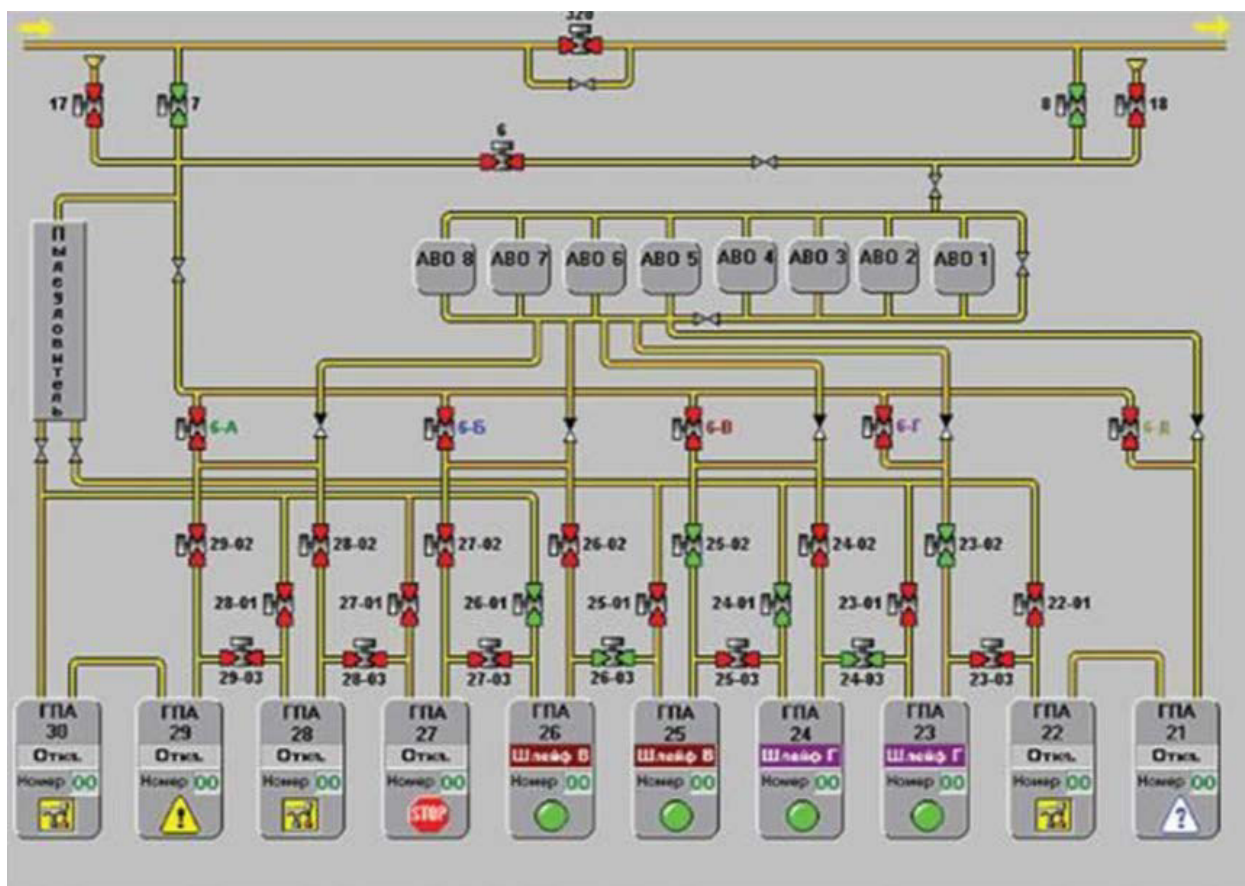 320
17
7
8
18
6
Пылеуловитель
АВО 8
АВО 7
АВО 6
АВО 5
АВО 4
АВО 3
АВО 2
АВО 1
6-А
6-Б
6-В
6-Г
6-Д
29-02
28-02
27-02
26-02
25-02
24-02
23-02
28-01
27-01
26-01
25-01
24-01
23-01
22-01
29-03
28-03
27-03
26-03
25-03
24-03
23-03
ГПА
30
Откл.
Номер 00
ГПА
29
Откл.
Номер 00
ГПА
28
Откл.
Номер 00
ГПА
27
Откл.
Номер 00
STOP
ГПА
26
Шлейф В
Номер 00
ГПА
25
Шлейф В
Номер 00
ГПА
24
Шлейф Г
Номер 00
ГПА
23
Шлейф Г
Номер 00
ГПА
22
Откл.
Номер 00
ГПА
21
Откл.
Номер 00
?